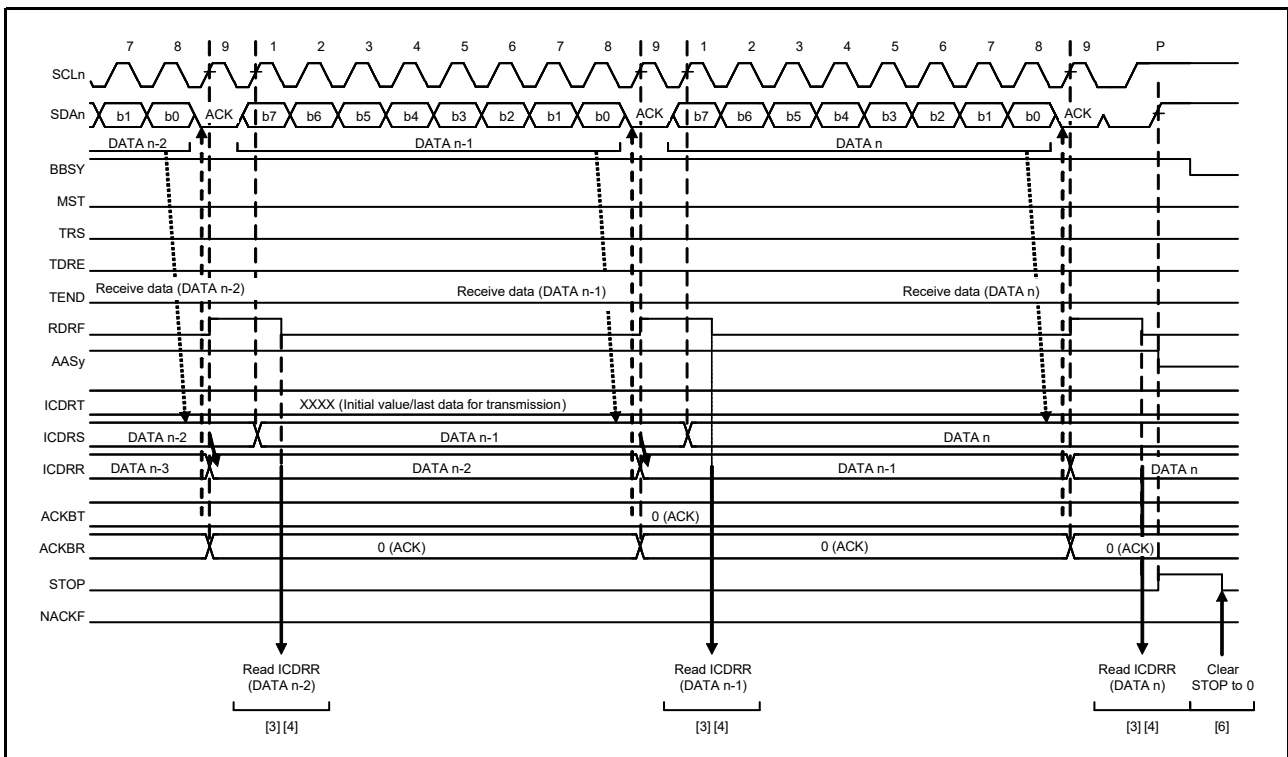 7 8 9 1 2 3 4 5 6 7 8 9 1 2 3 4 5 6 7 8 9 P
SCLn
SDAn b1 b0 ACK b7 b6 b5 b4 b3 b2 b1 b0 ACK b7 b6 b5 b4 b3 b2 b1 b0 ACK
DATA n-2 DATA n-1 DATA n
BBSY
MST
TRS
TDRE
Receive data (DATA n-2) Receive data (DATA n-1) Receive data (DATA n)
TEND
RDRF
AASy
ICDRT XXXX (Initial value/last data for transmission)
ICDRS DATA n-2 DATA n-1 DATA n
ICDRR DATA n-3 DATA n-2 DATA n-1 DATA n
ACKBT 0 (ACK)
ACKBR 0 (ACK) 0 (ACK) 0 (ACK)
STOP
NACKF
Read ICDRR Read ICDRR Read ICDRR Clear
(DATA n-2) (DATA n-1) (DATA n) STOP to 0
[3] [4] [3] [4] [3] [4] [6]